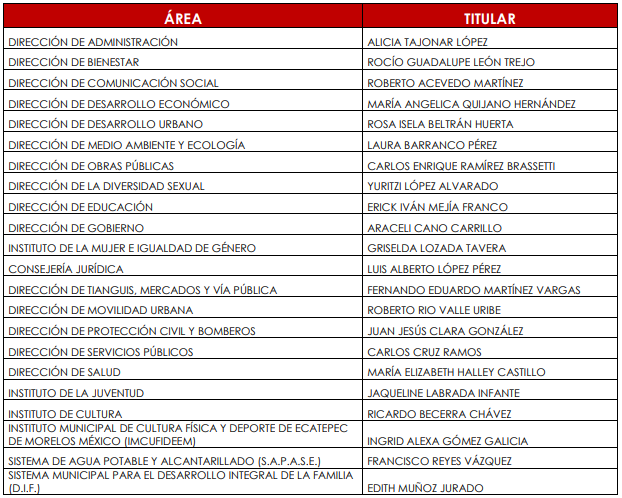 ÁREA TITULAR
DIRECCIÓN DE ADMINISTRACIÓN ALICIA TAJONAR LÓPEZ
DIRECCIÓN DE BIENESTAR ROCÍO GUADALUPE LEÓN TREJO
DIRECCIÓN DE COMUNICACIÓN SOCIAL ROBERTO ACEVEDO MARTÍNEZ
DIRECCIÓN DE DESARROLLO ECONÓMICO MARÍA ANGELICA QUIJANO HERNÁNDEZ
DIRECCIÓN DE DESARROLLO URBANO ROSA ISELA BELTRÁN HUERTA
DIRECCIÓN DE MEDIO AMBIENTE Y ECOLOGÍA LAURA BARRANCO PÉREZ
DIRECCIÓN DE OBRAS PÚBLICAS CARLOS ENRIQUE RAMÍREZ BRASSETTI
DIRECCIÓN DE LA DIVERSIDAD SEXUAL YURITZI LÓPEZ ALVARADO
DIRECCIÓN DE EDUCACIÓN ERICK IVÁN MEJÍA FRANCO
DIRECCIÓN DE GOBIERNO ARACELI CANO CARRILLO
INSTITUTO DE LA MUJER E IGUALDAD DE GÉNERO GRISELDA LOZADA TAVERA
CONSEJERÍA JURÍDICA LUIS ALBERTO LÓPEZ PÉREZ
DIRECCIÓN DE TIANGUIS, MERCADOS Y VÍA PÚBLICA FERNANDO EDUARDO MARTÍNEZ VARGAS
DIRECCIÓN DE MOVILIDAD URBANA ROBERTO RIO VALLE URIBE
DIRECCIÓN DE PROTECCIÓN CIVIL Y BOMBEROS JUAN JESÚS CLARA GONZÁLEZ
DIRECCIÓN DE SERVICIOS PÚBLICOS CARLOS CRUZ RAMOS
DIRECCIÓN DE SALUD MARÍA ELIZABETH HALLEY CASTILLO
INSTITUTO DE LA JUVENTUD JAQUELINE LABRADA INFANTE
INSTITUTO DE CULTURA RICARDO BECERRA CHÁVEZ
INSTITUTO MUNICIPAL DE CULTURA FÍSICA Y DEPORTE DE ECATEPEC
DE MORELOS MÉXICO (IMCUFIDEEM) INGRID ALEXA GÓMEZ GALICIA
SISTEMA DE AGUA POTABLE Y ALCANTARILLADO (S.A.P.A.S.E.) FRANCISCO REYES VÁZQUEZ
SISTEMA MUNICIPAL PARA EL DESARROLLO INTEGRAL DE LA FAMILIA
(D.I.F.) EDITH MUÑOZ JURADO